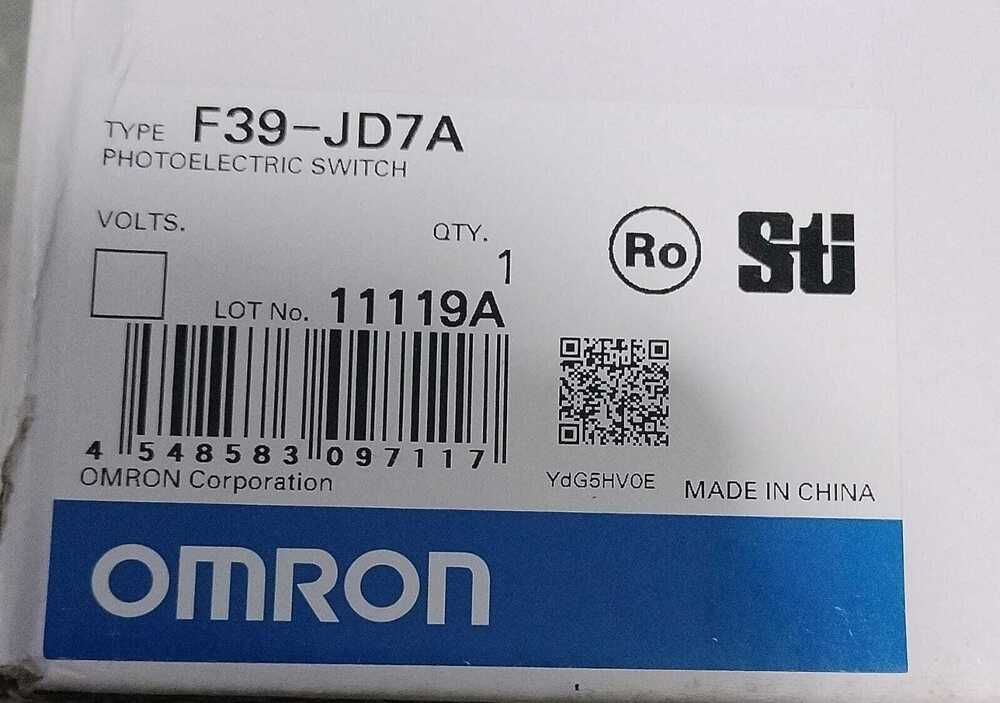 TYPE F39-JD7A
PHOTOELECTRIC SWITCH
VOLTS.
QTY.
1
Ro
Sti
LOT No. 11119A
4 548583 097117
OMRON Corporation
YdG5HV0E
MADE IN CHINA
OMRON